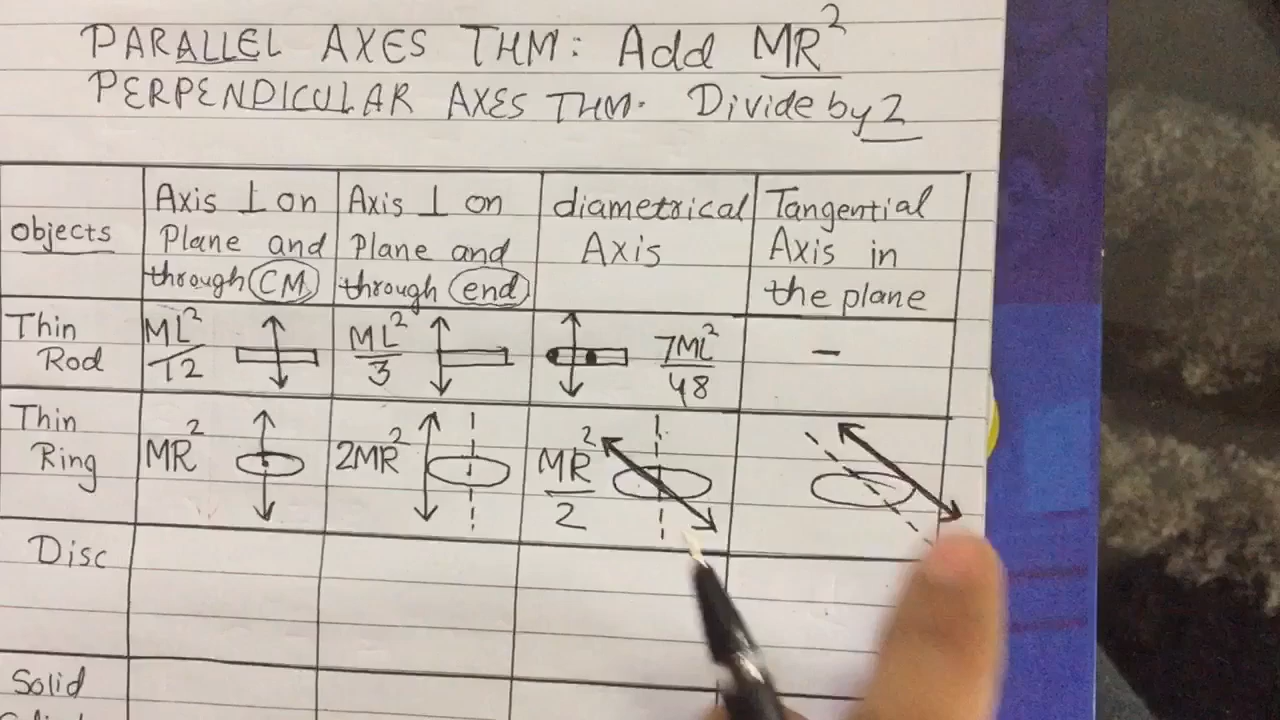 PARALLEL AXES THM: Add MR²
PERPENDICULAR AXES THM. Divide by 2
objects
Axis ⊥ on
Plane and
through CM
Axis ⊥ on
Plane and
through end
diametrical
Axis
Tangential
Axis in
the plane
Thin
Rod
ML²
12
ML²
3
7ML²
48
–
Thin
Ring
MR²
2MR²
MR²
2
Disc
Solid